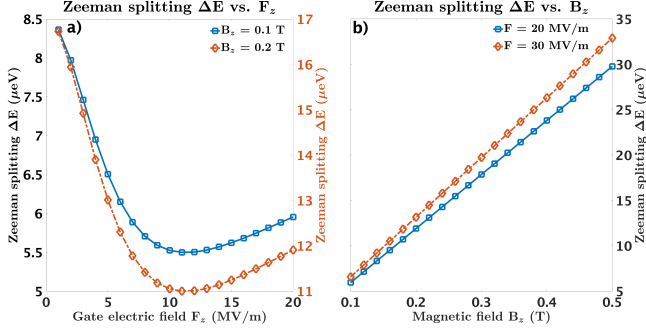 Zeeman splitting ΔE vs. F_z
Zeeman splitting ΔE vs. B_z
a)
B_z = 0.1 T
B_z = 0.2 T
8.5
8
7.5
7
6.5
6
5.5
5
17
16
15
14
13
12
11
0
5
10
15
20
Zeeman splitting ΔE (μeV)
Zeeman splitting ΔE (μeV)
Gate electric field F_z (MV/m)
b)
F = 20 MV/m
F = 30 MV/m
35
30
25
20
15
10
5
0.1
0.2
0.3
0.4
0.5
Zeeman splitting ΔE (μeV)
Magnetic field B_z (T)